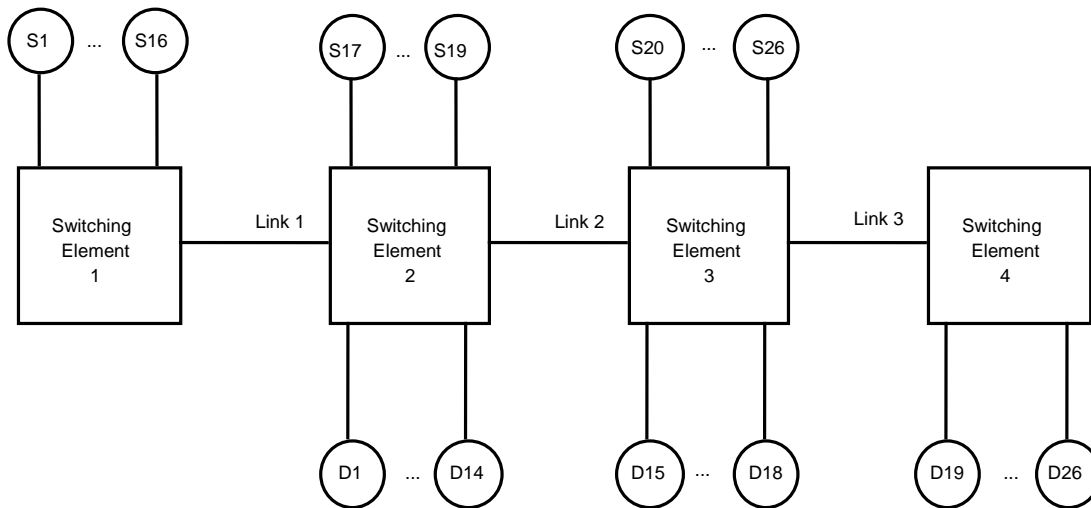 S1 ... S16
S17 ... S19
S20 ... S26
Switching
Element
1
Link 1
Switching
Element
2
Link 2
Switching
Element
3
Link 3
Switching
Element
4
D1 ... D14
D15 ... D18
D19 ... D26